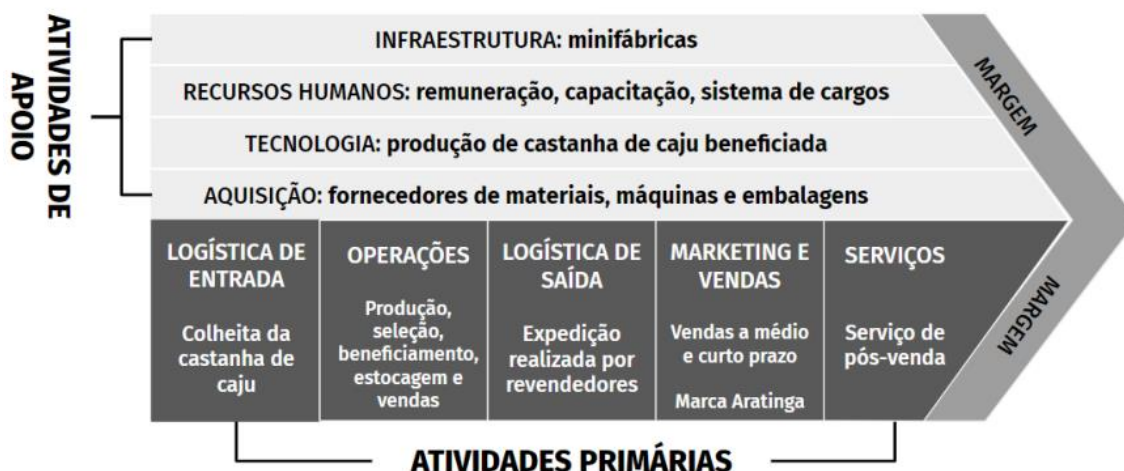 ATIVIDADES DE
APOIO
INFRAESTRUTURA: minifábricas
RECURSOS HUMANOS: remuneração, capacitação, sistema de cargos
TECNOLOGIA: produção de castanha de caju beneficiada
AQUISIÇÃO: fornecedores de materiais, máquinas e embalagens
MARGEM
LOGÍSTICA DE
ENTRADA
Colheita da
castanha de
caju
OPERAÇÕES
Produção,
seleção,
beneficiamento,
estocagem e
vendas
LOGÍSTICA DE
SAÍDA
Expedição
realizada por
revendedores
MARKETING E
VENDAS
Vendas a médio
e curto prazo
Marca Aratinga
SERVIÇOS
Serviço de
pós-venda
MARGEM
ATIVIDADES PRIMÁRIAS